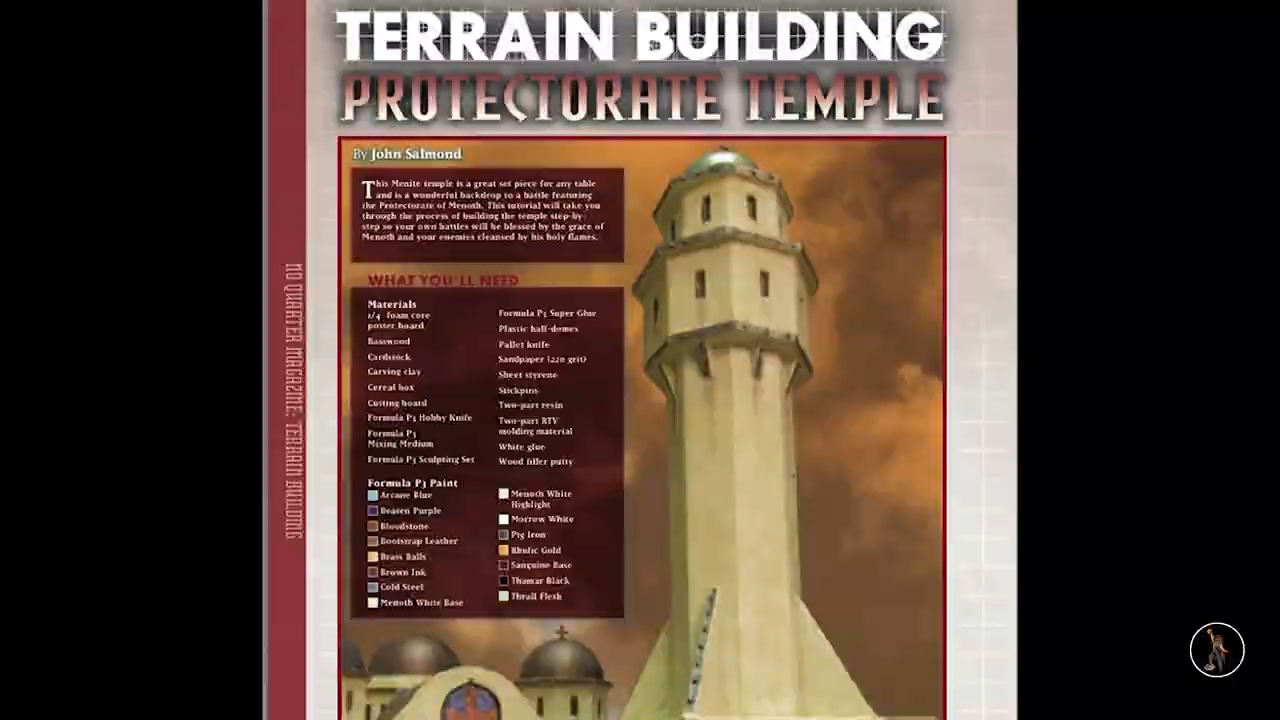 TERRAIN BUILDING
PROTECTORATE TEMPLE
By John Salmond
This Menite temple is a great set piece for any table
and is a wonderful backdrop to a battle featuring
the Protectorate of Menoth. This tutorial will take you
through the process of building the temple step-by-
step so your own battles will be blessed by the grace of
Menoth and your enemies cleansed by his holy flames.
WHAT YOU'LL NEED
Materials
1/4" foam core
poster board
Basswood
Cardstock
Carving clay
Cereal box
Cutting board
Formula P3 Hobby Knife
Formula P3
Mixing Medium
Formula P3 Sculpting Set
Formula P3 Super Glue
Plastic half-domes
Pallet knife
Sandpaper (220 grit)
Sheet styrene
Stickpins
Two-part resin
Two-part RTV
molding material
White glue
Wood filler putty
Formula P3 Paint
Arcane Blue
Beaten Purple
Bloodstone
Bootstrap Leather
Brass Balls
Brown Ink
Cold Steel
Menoth White Base
Menoth White
Highlight
Morrow White
Pig Iron
Rhulic Gold
Sanguine Base
Thamar Black
Thrall Flesh
NO QUARTER MAGAZINE: TERRAIN BUILDING